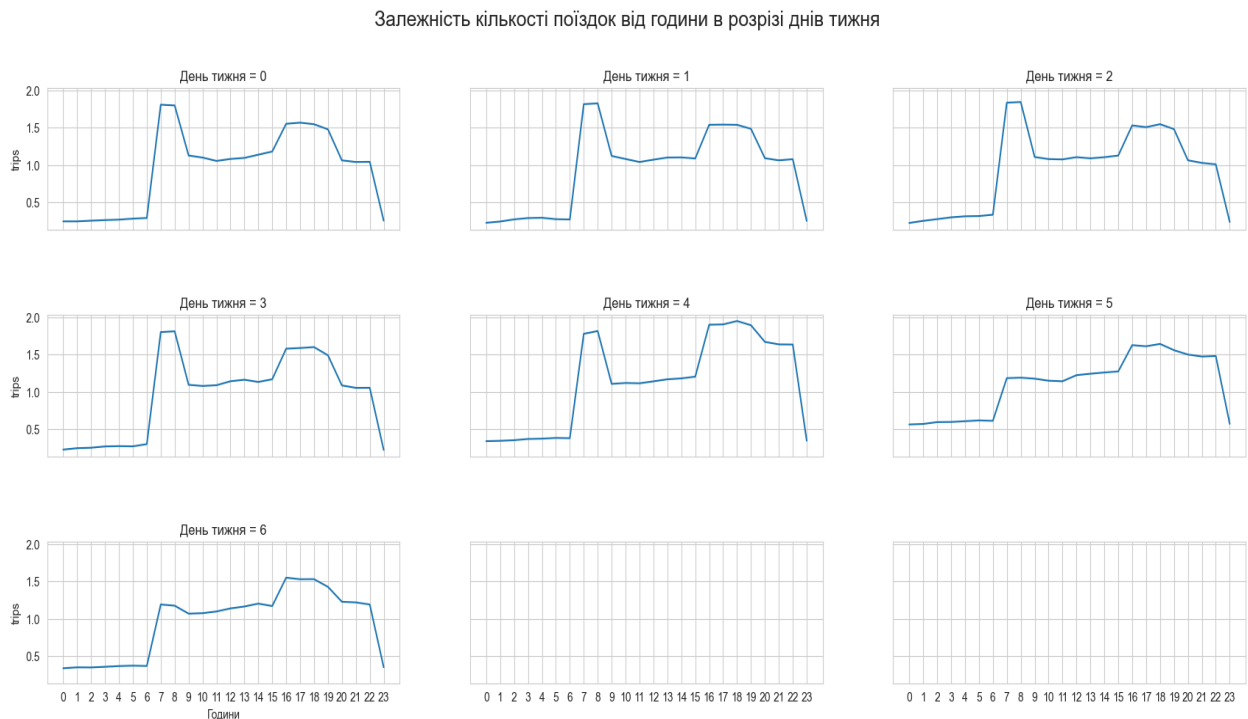 Залежність кількості поїздок від години в розрізі днів тижня
День тижня = 0
День тижня = 1
День тижня = 2
2.0
1.5
1.0
0.5
trips
День тижня = 3
День тижня = 4
День тижня = 5
2.0
1.5
1.0
0.5
trips
День тижня = 6
2.0
1.5
1.0
0.5
trips
0 1 2 3 4 5 6 7 8 9 10 11 12 13 14 15 16 17 18 19 20 21 22 23
0 1 2 3 4 5 6 7 8 9 10 11 12 13 14 15 16 17 18 19 20 21 22 23
0 1 2 3 4 5 6 7 8 9 10 11 12 13 14 15 16 17 18 19 20 21 22 23
Години